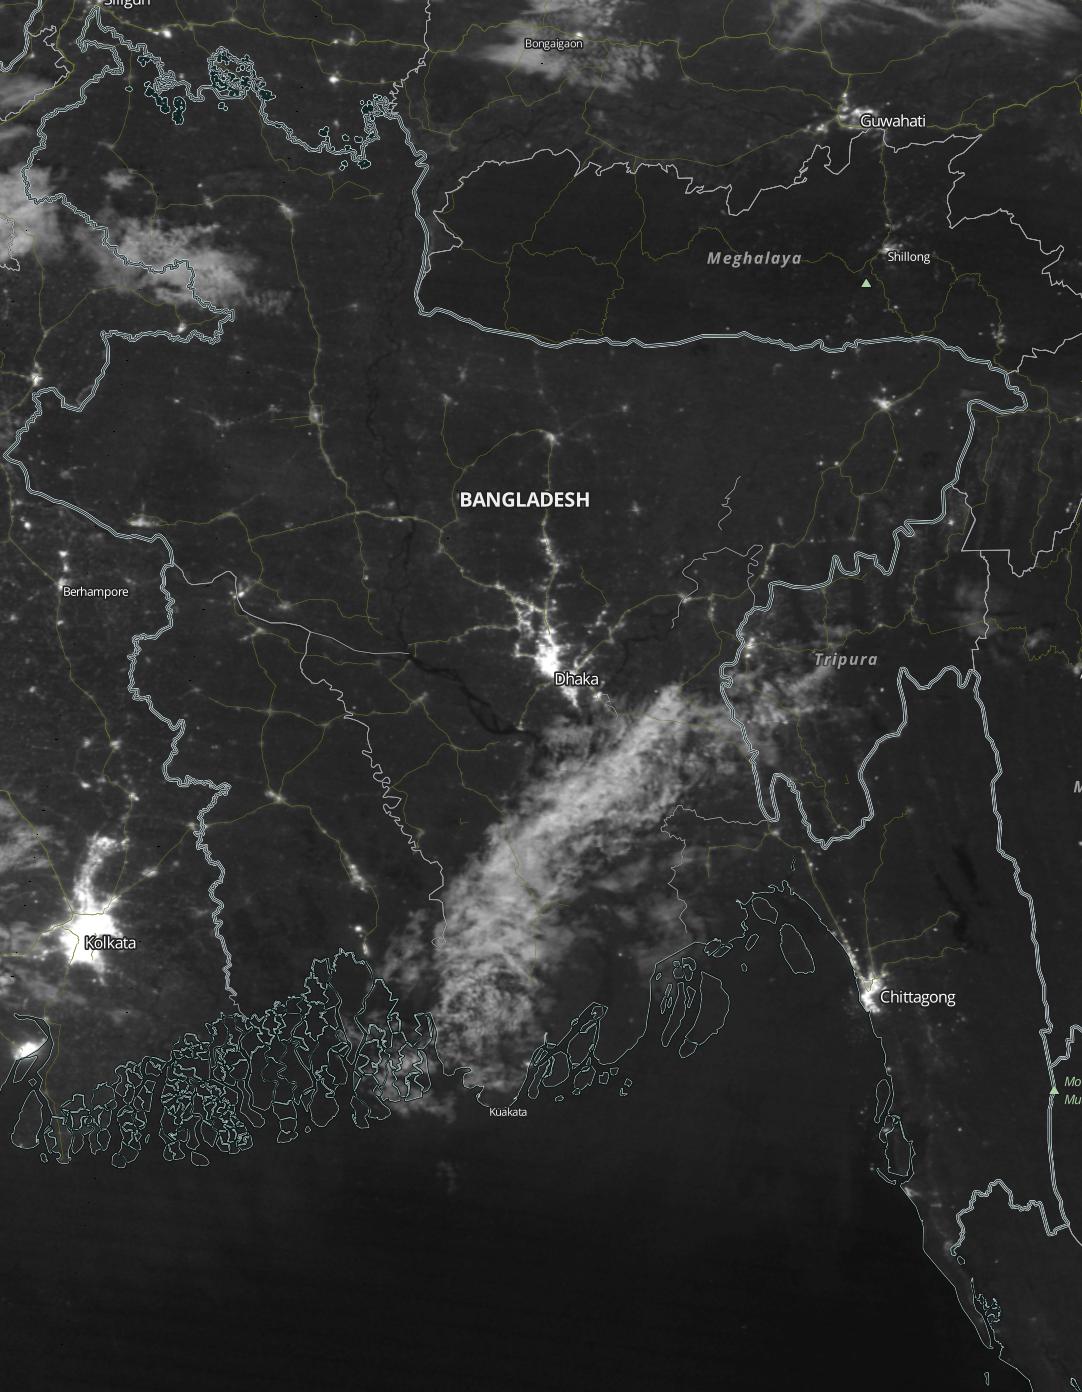 Siliguri
Bongaigaon
Guwahati
Meghalaya
Shillong
BANGLADESH
Berhampore
Tripura
Dhaka
Kolkata
Chittagong
Kuakata